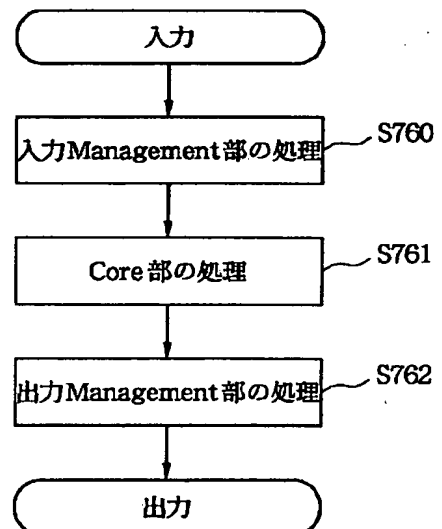 入力
入力Management部の処理
S760
Core部の処理
S761
出力Management部の処理
S762
出力